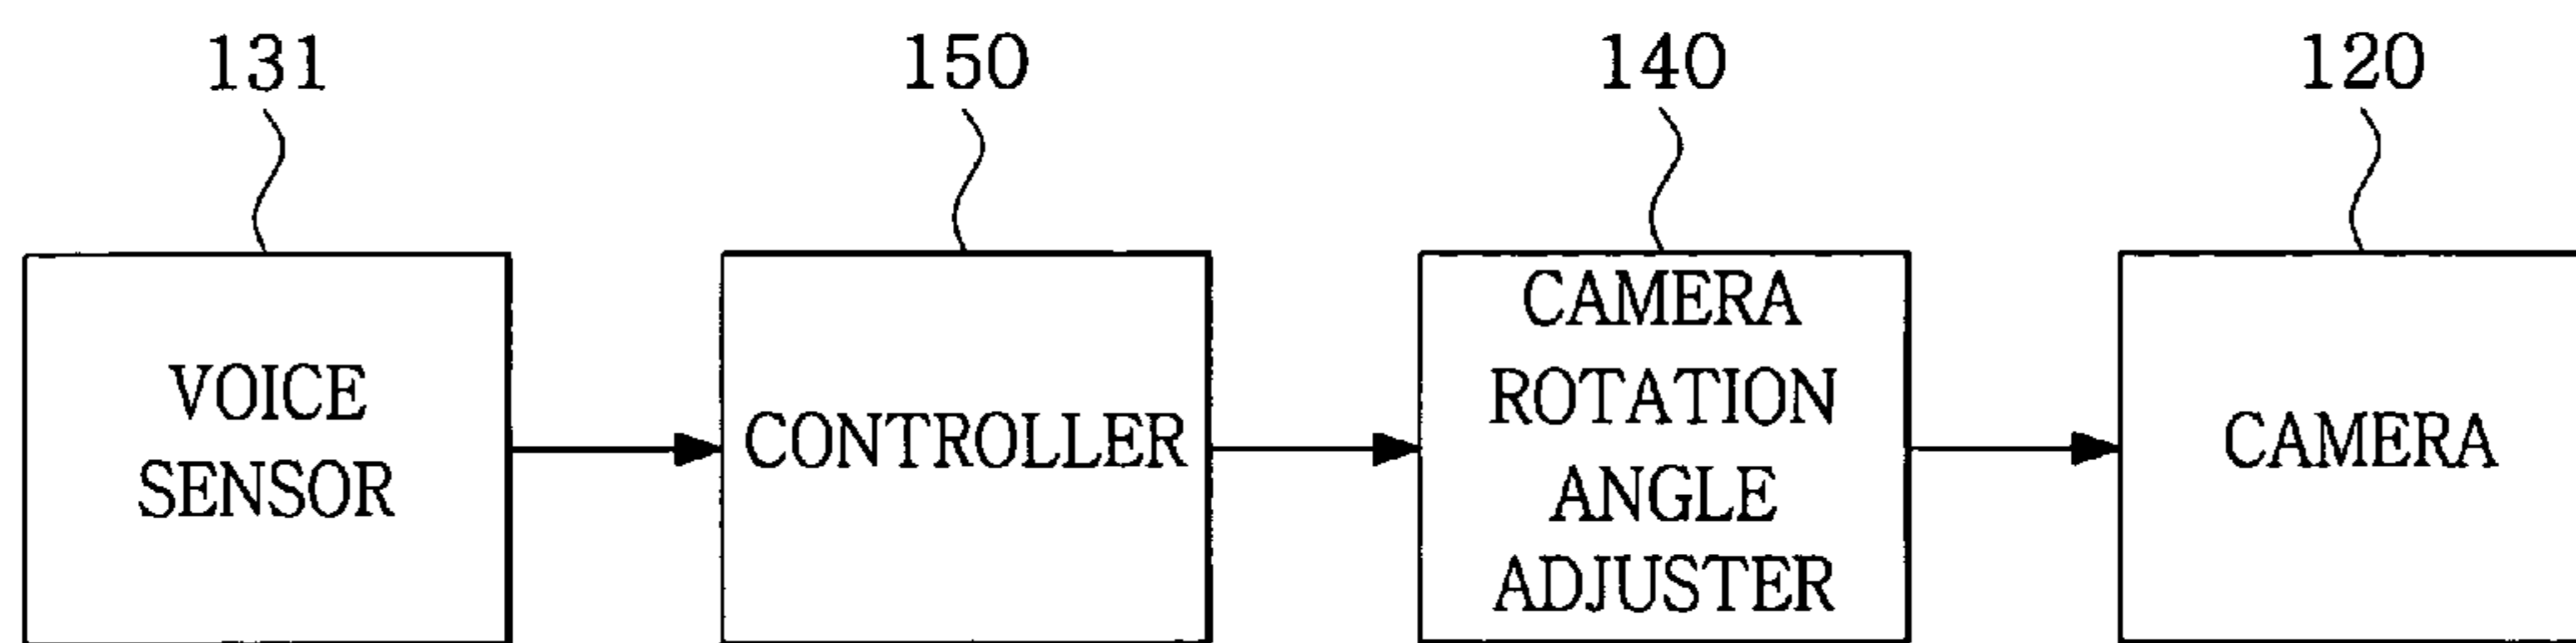 131
150
140
120
VOICE
SENSOR
CONTROLLER
CAMERA
ROTATION
ANGLE
ADJUSTER
CAMERA